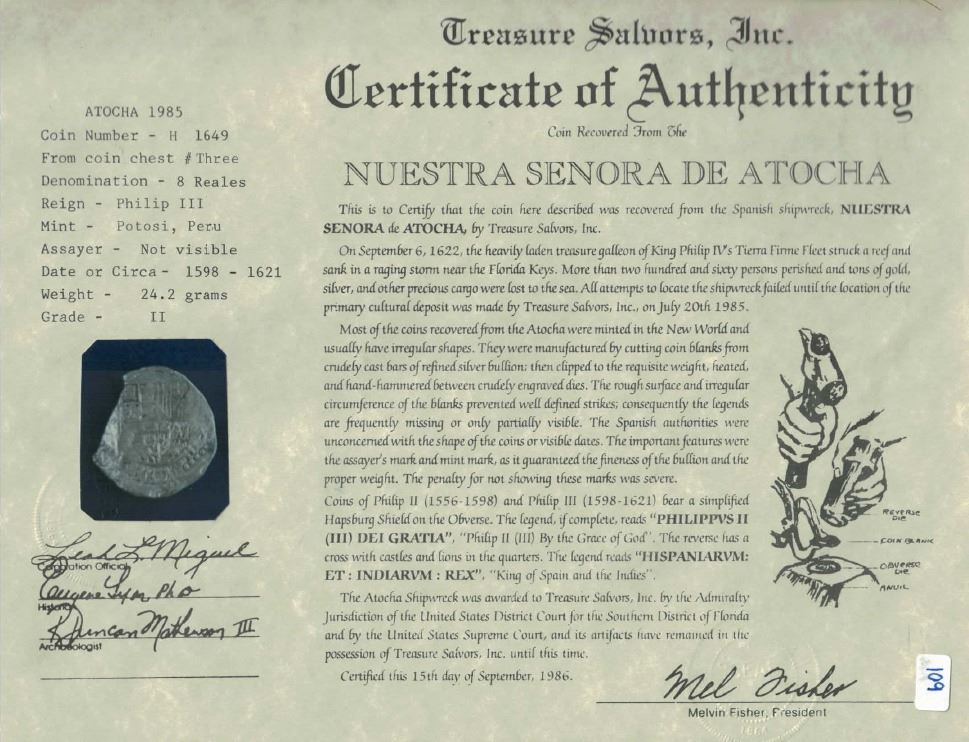 Treasure Salvors, Inc.
Certificate of Authenticity
Coin Recovered From The
NUESTRA SENORA DE ATOCHA
ATOCHA 1985
Coin Number - H 1649
From coin chest # Three
Denomination - 8 Reales
Reign - Philip III
Mint - Potosi, Peru
Assayer - Not visible
Date or Circa - 1598 - 1621
Weight - 24.2 grams
Grade - II
This is to Certify that the coin here described was recovered from the Spanish shipwreck, NUESTRA
SENORA de ATOCHA, by Treasure Salvors, Inc.
On September 6, 1622, the heavily laden treasure galleon of King Philip IV's Tierra Firme Fleet struck a reef and
sank in a raging storm near the Florida Keys. More than two hundred and sixty persons perished and tons of gold,
silver, and other precious cargo were lost to the sea. All attempts to locate the shipwreck failed until the location of the
primary cultural deposit was made by Treasure Salvors, Inc., on July 20th 1985.
Most of the coins recovered from the Atocha were minted in the New World and
usually have irregular shapes. They were manufactured by cutting coin blanks from
crudely cast bars of refined silver bullion; then clipped to the requisite weight, heated,
and hand-hammered between crudely engraved dies. The rough surface and irregular
circumference of the blanks prevented well defined strikes; consequently the legends
are frequently missing or only partially visible. The Spanish authorities were
unconcerned with the shape of the coins or visible dates. The important features were
the assayer's mark and mint mark, as it guaranteed the fineness of the bullion and the
proper weight. The penalty for not showing these marks was severe.
Coins of Philip II (1556-1598) and Philip III (1598-1621) bear a simplified
Hapsburg Shield on the Obverse. The legend, if complete, reads "PHILIPPVS II
(III) DEI GRATIA", "Philip II (III) By the Grace of God". The reverse has a
cross with castles and lions in the quarters. The legend reads "HISPANIARVM:
ET : INDIARVM : REX", "King of Spain and the Indies".
The Atocha Shipwreck was awarded to Treasure Salvors, Inc. by the Admiralty
Jurisdiction of the United States District Court for the Southern District of Florida
and by the United States Supreme Court, and its artifacts have remained in the
possession of Treasure Salvors, Inc. until this time.
Certified this 15th day of September, 1986.
REVERSE
DIE
COIN BLANK
OBVERSE
DIE
ANVIL
Leah L. Miguel
Corporation Official
Eugene Lyon PhD
Historian
R. Duncan Mathewson III
Archaeologist
Mel Fisher
Melvin Fisher, President
109